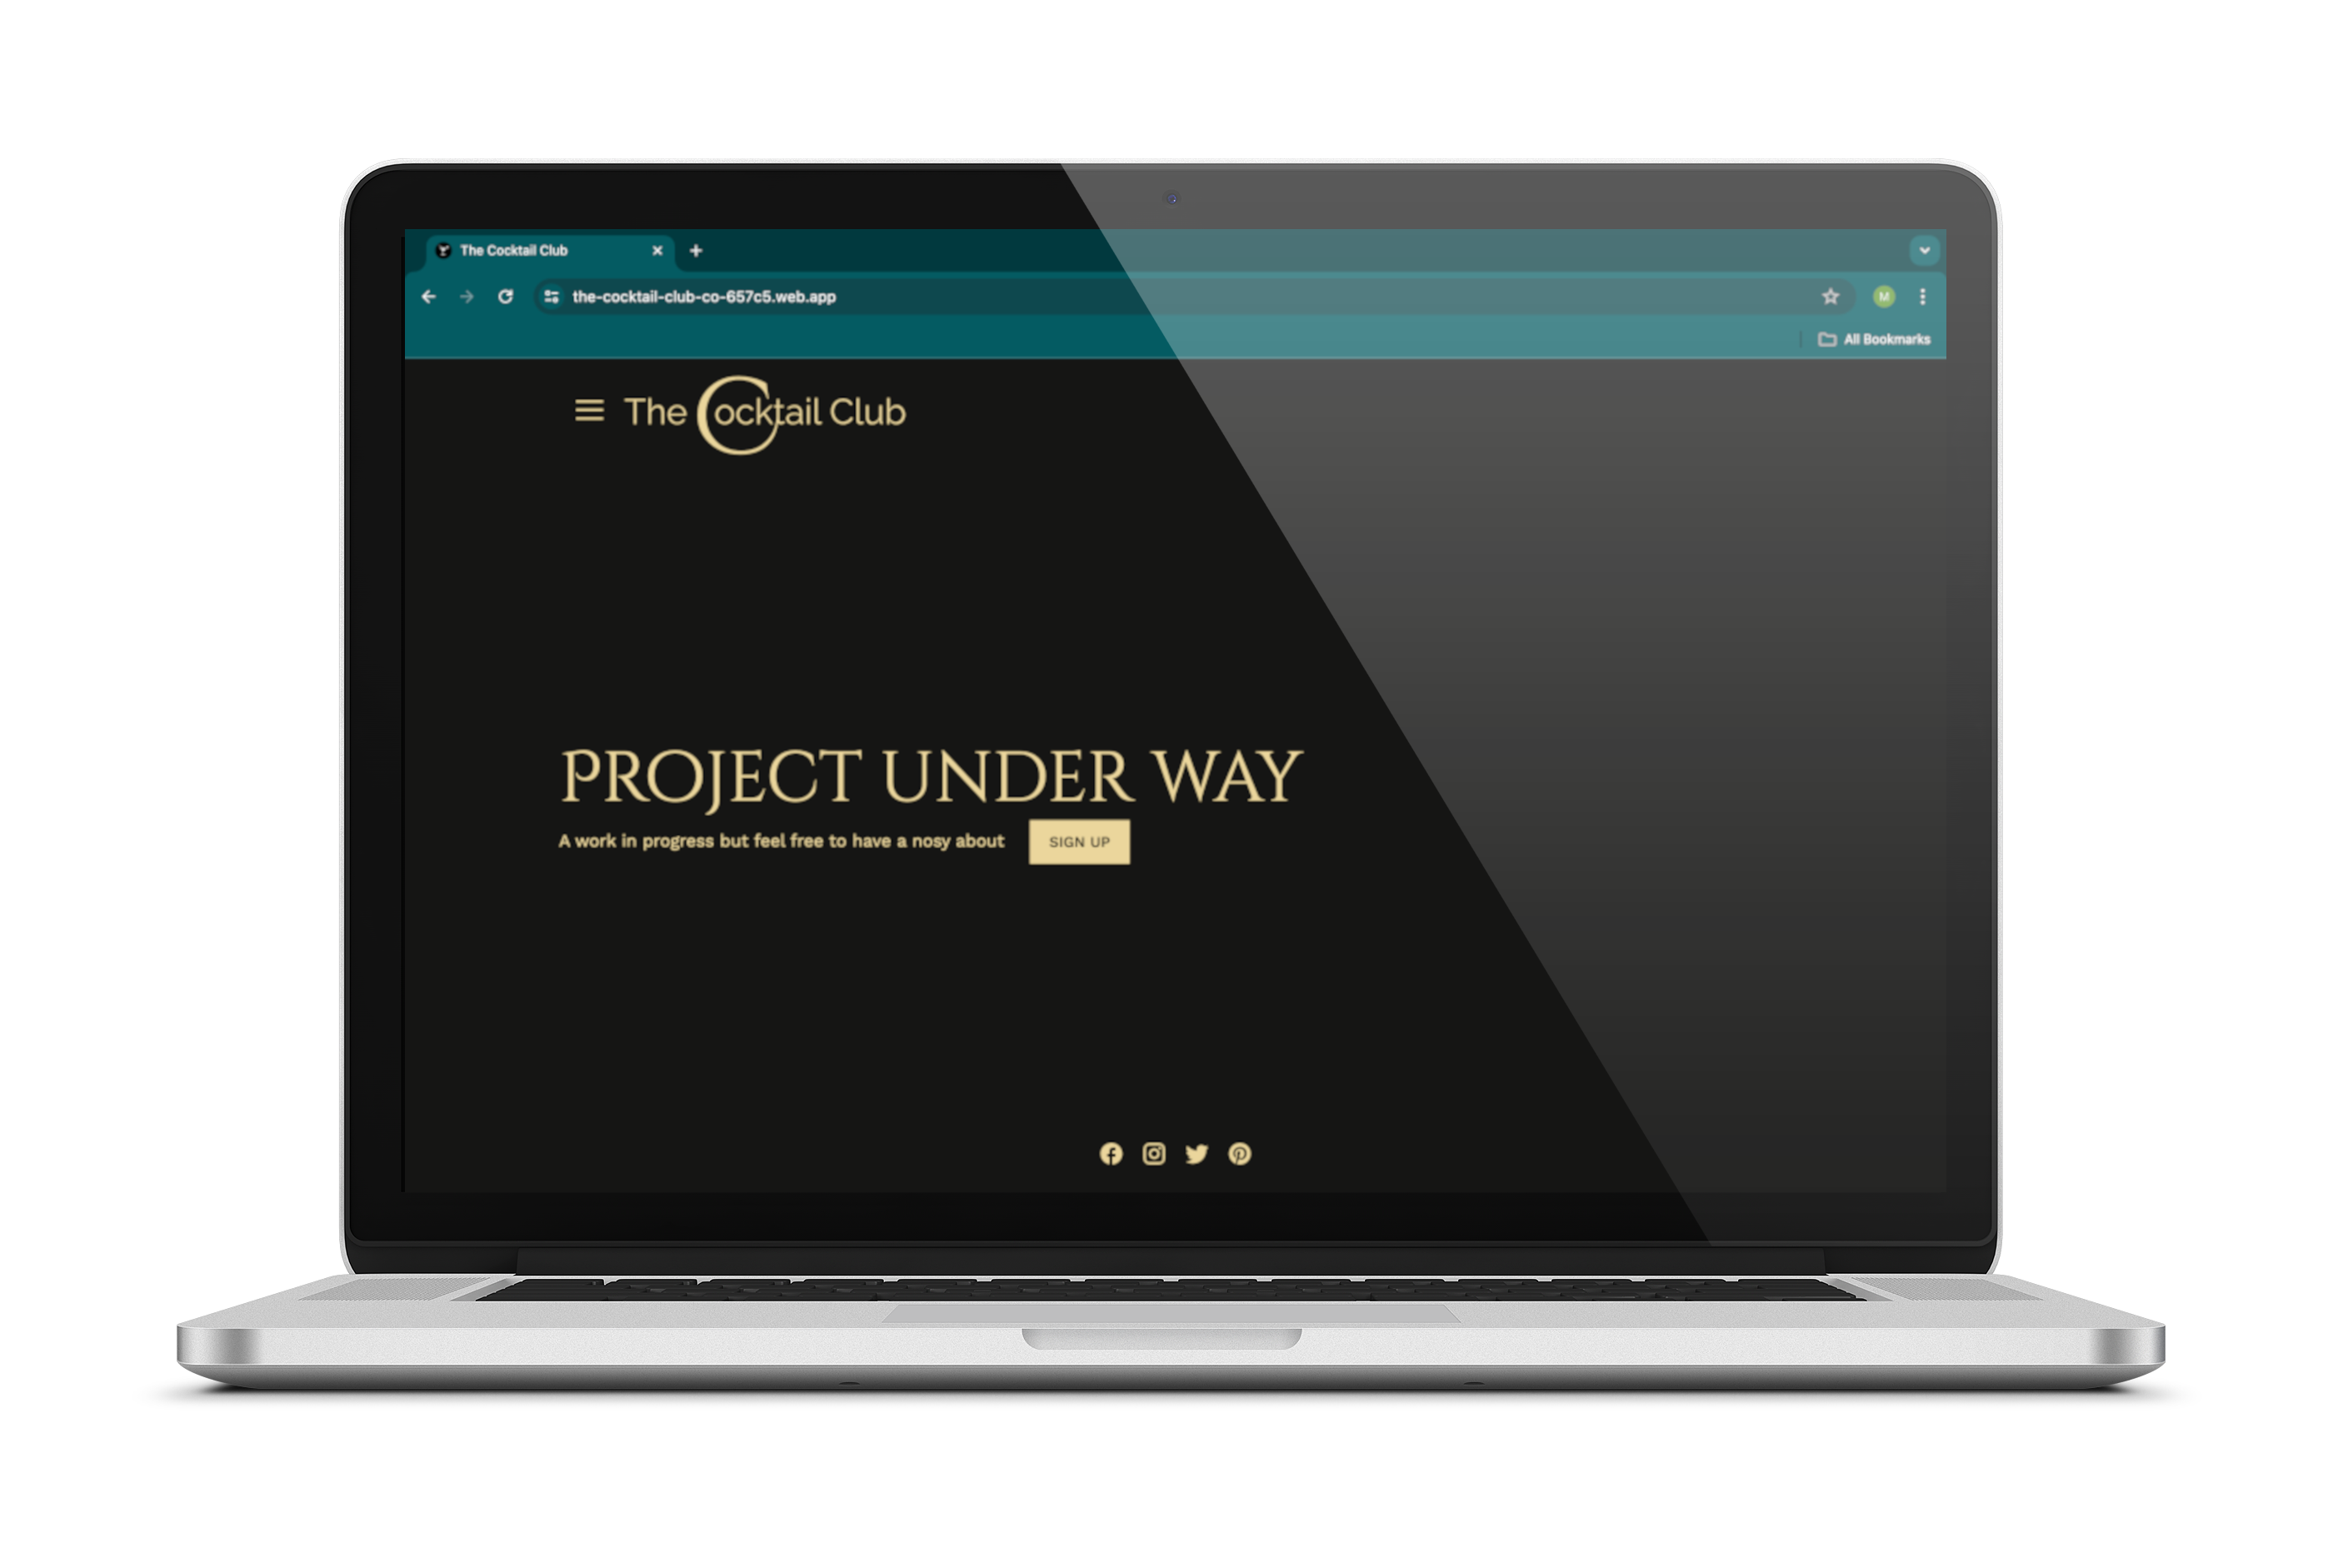 The Cocktail Club
the-cocktail-club-co-657c5.web.app
M
All Bookmarks
The Cocktail Club
PROJECT UNDER WAY
A work in progress but feel free to have a nosy about
SIGN UP